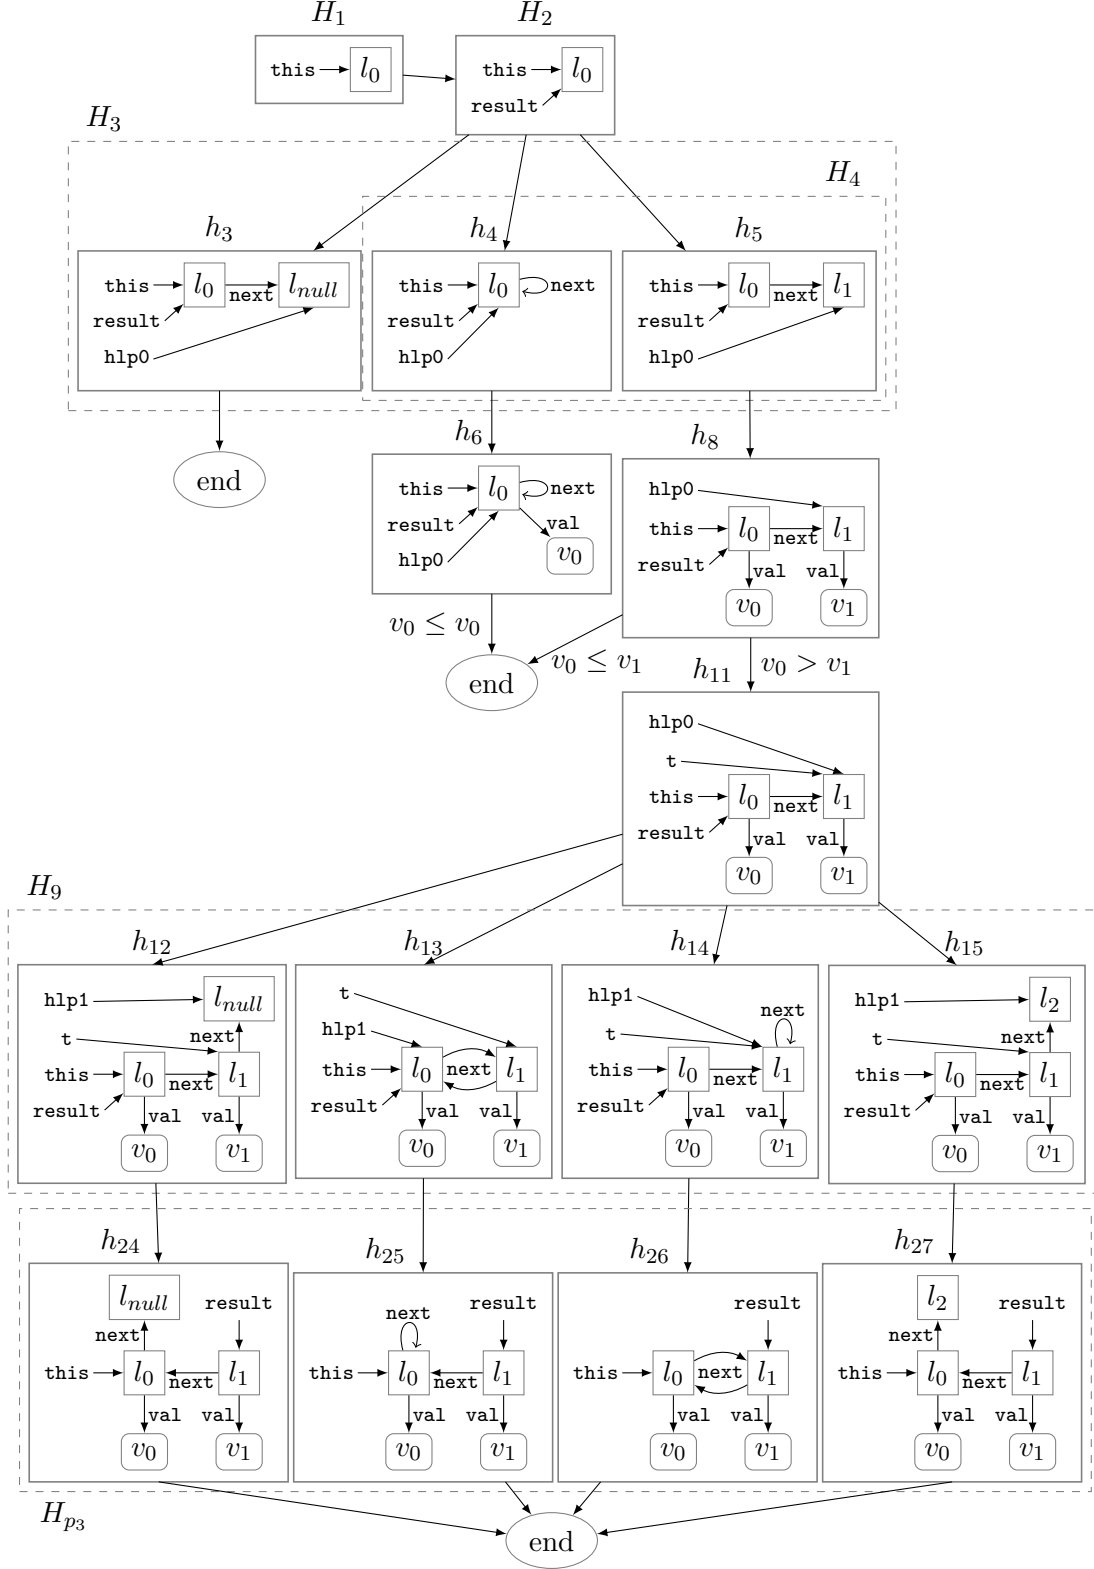 H₁ H₂
this l₀
this l₀
result
H₃
H₄
h₃ h₄ h₅
this l₀ next l_null
result
hlp0
this l₀ next
result
hlp0
this l₀ next l₁
result
hlp0
end
h₆ h₈
this l₀ next
result val
hlp0 v₀
hlp0
this l₀ next l₁
result val val
v₀ v₁
v₀ ≤ v₀
end
v₀ ≤ v₁
v₀ > v₁
h₁₁
hlp0
t
this l₀ next l₁
result val val
v₀ v₁
H₉
h₁₂ h₁₃ h₁₄ h₁₅
hlp1 l_null
t next
this l₀ next l₁
result val val
v₀ v₁
t
hlp1
this l₀ next l₁
result val val
v₀ v₁
hlp1 next
t
this l₀ next l₁
result val val
v₀ v₁
hlp1 l₂
t next
this l₀ next l₁
result val val
v₀ v₁
h₂₄ h₂₅ h₂₆ h₂₇
l_null result
next
this l₀ next l₁
val val
v₀ v₁
next result
this l₀ next l₁
val val
v₀ v₁
result
this l₀ next l₁
val val
v₀ v₁
l₂ result
next
this l₀ next l₁
val val
v₀ v₁
H_p₃
end